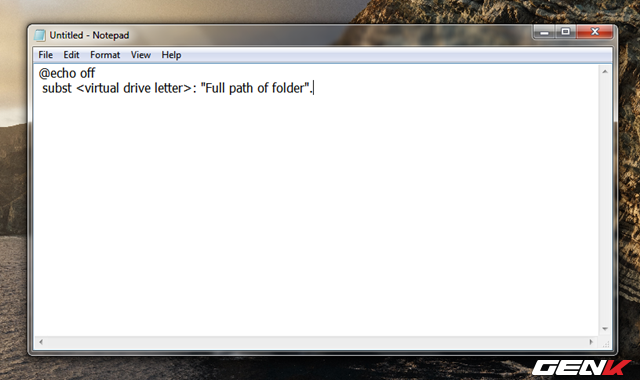 Untitled - Notepad
File Edit Format View Help
@echo off
subst <virtual drive letter>: "Full path of folder".
GENK